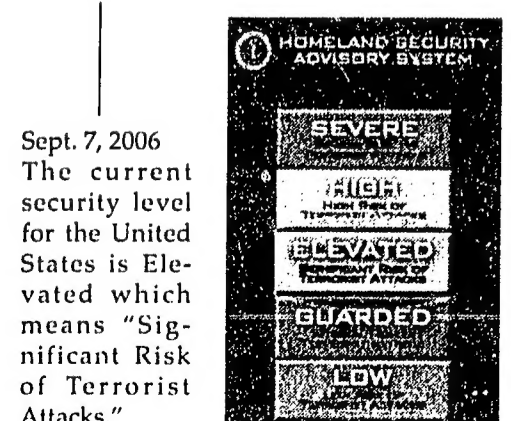 Sept. 7, 2006
The current
security level
for the United
States is Ele-
vated which
means "Sig-
nificant Risk
of Terrorist
Attacks."
HOMELAND SECURITY
ADVISORY SYSTEM
SEVERE
HIGH
HIGH RISK OF
TERRORIST ATTACKS
ELEVATED
SIGNIFICANT RISK OF
TERRORIST ATTACKS
GUARDED
LOW
TERRORIST ATTACKS